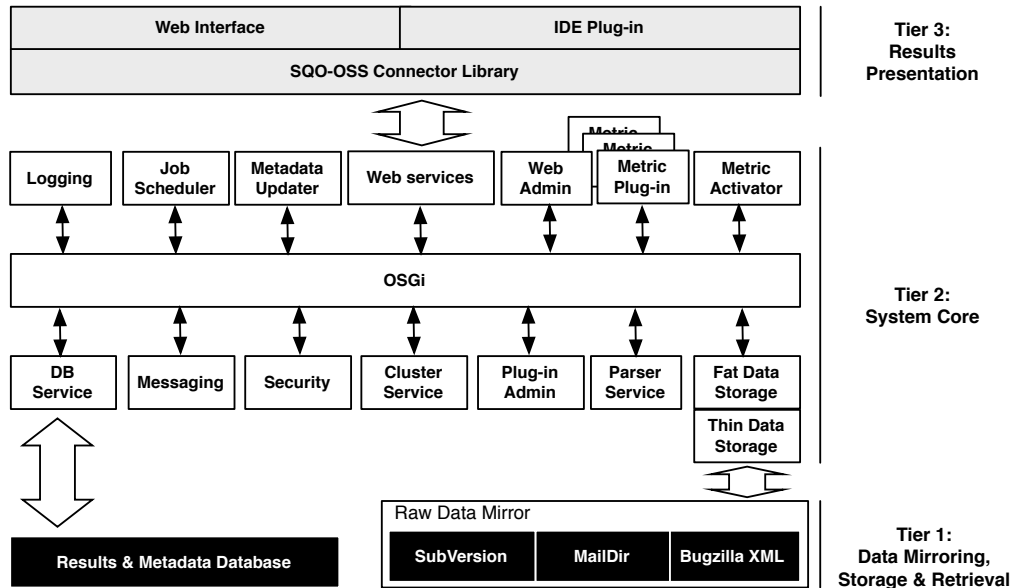 Web Interface
IDE Plug-in
SQO-OSS Connector Library
Tier 3:
Results
Presentation
Logging
Job
Scheduler
Metadata
Updater
Web services
Web
Admin
Metric
Metric
Metric
Plug-in
Metric
Activator
OSGi
Tier 2:
System Core
DB
Service
Messaging
Security
Cluster
Service
Plug-in
Admin
Parser
Service
Fat Data
Storage
Thin Data
Storage
Raw Data Mirror
SubVersion
MailDir
Bugzilla XML
Results & Metadata Database
Tier 1:
Data Mirroring,
Storage & Retrieval